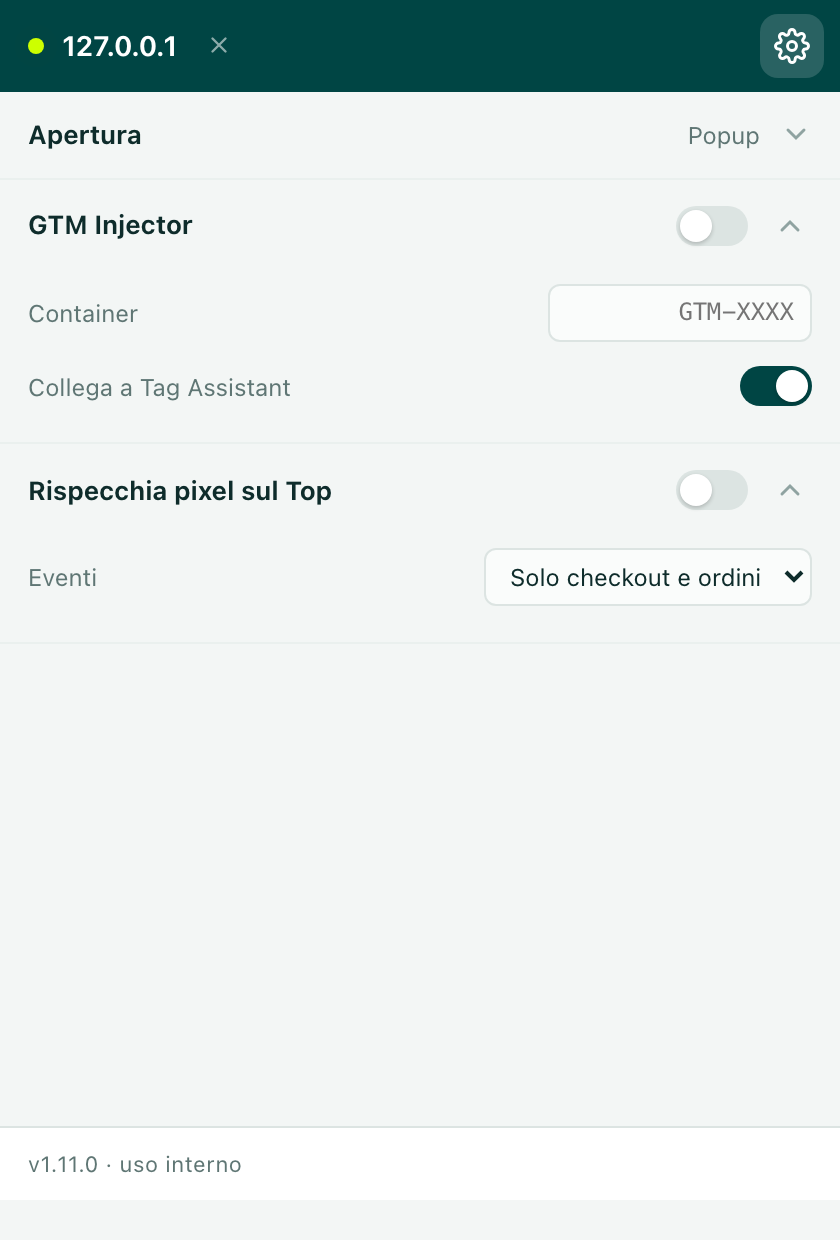 127.0.0.1
Apertura Popup
GTM Injector
Container GTM-XXXX
Collega a Tag Assistant
Rispecchia pixel sul Top
Eventi Solo checkout e ordini
v1.11.0 · uso interno